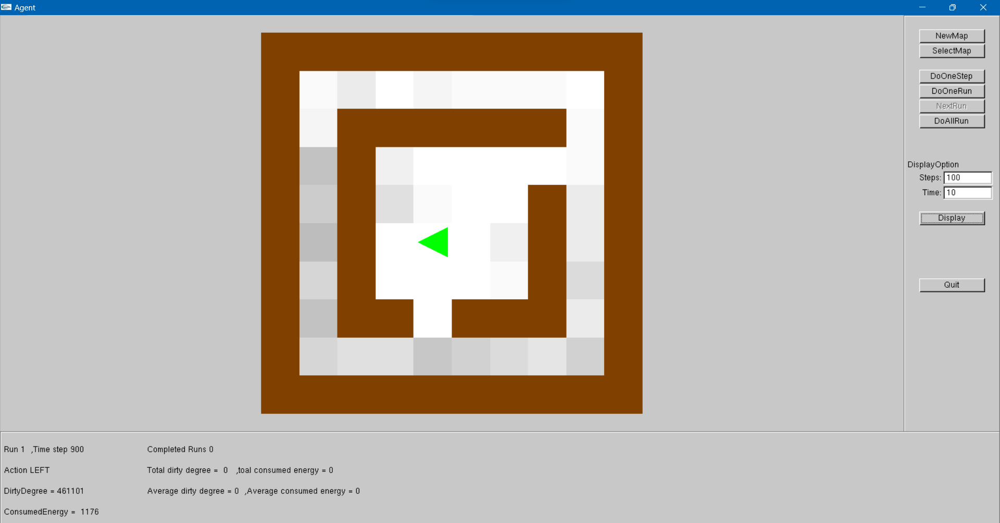 Agent
NewMap
SelectMap
DoOneStep
DoOneRun
NextRun
DoAllRun
DisplayOption
Steps: 100
Time: 10
Display
Quit
Run 1 ,Time step 900 Completed Runs 0
Action LEFT Total dirty degree = 0 ,toal consumed energy = 0
DirtyDegree = 461101 Average dirty degree = 0 ,Average consumed energy = 0
ConsumedEnergy = 1176